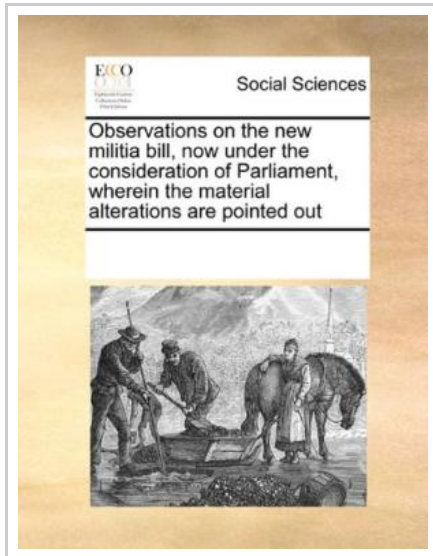 ECCO
Social Sciences
Observations on the new
militia bill, now under the
consideration of Parliament,
wherein the material
alterations are pointed out